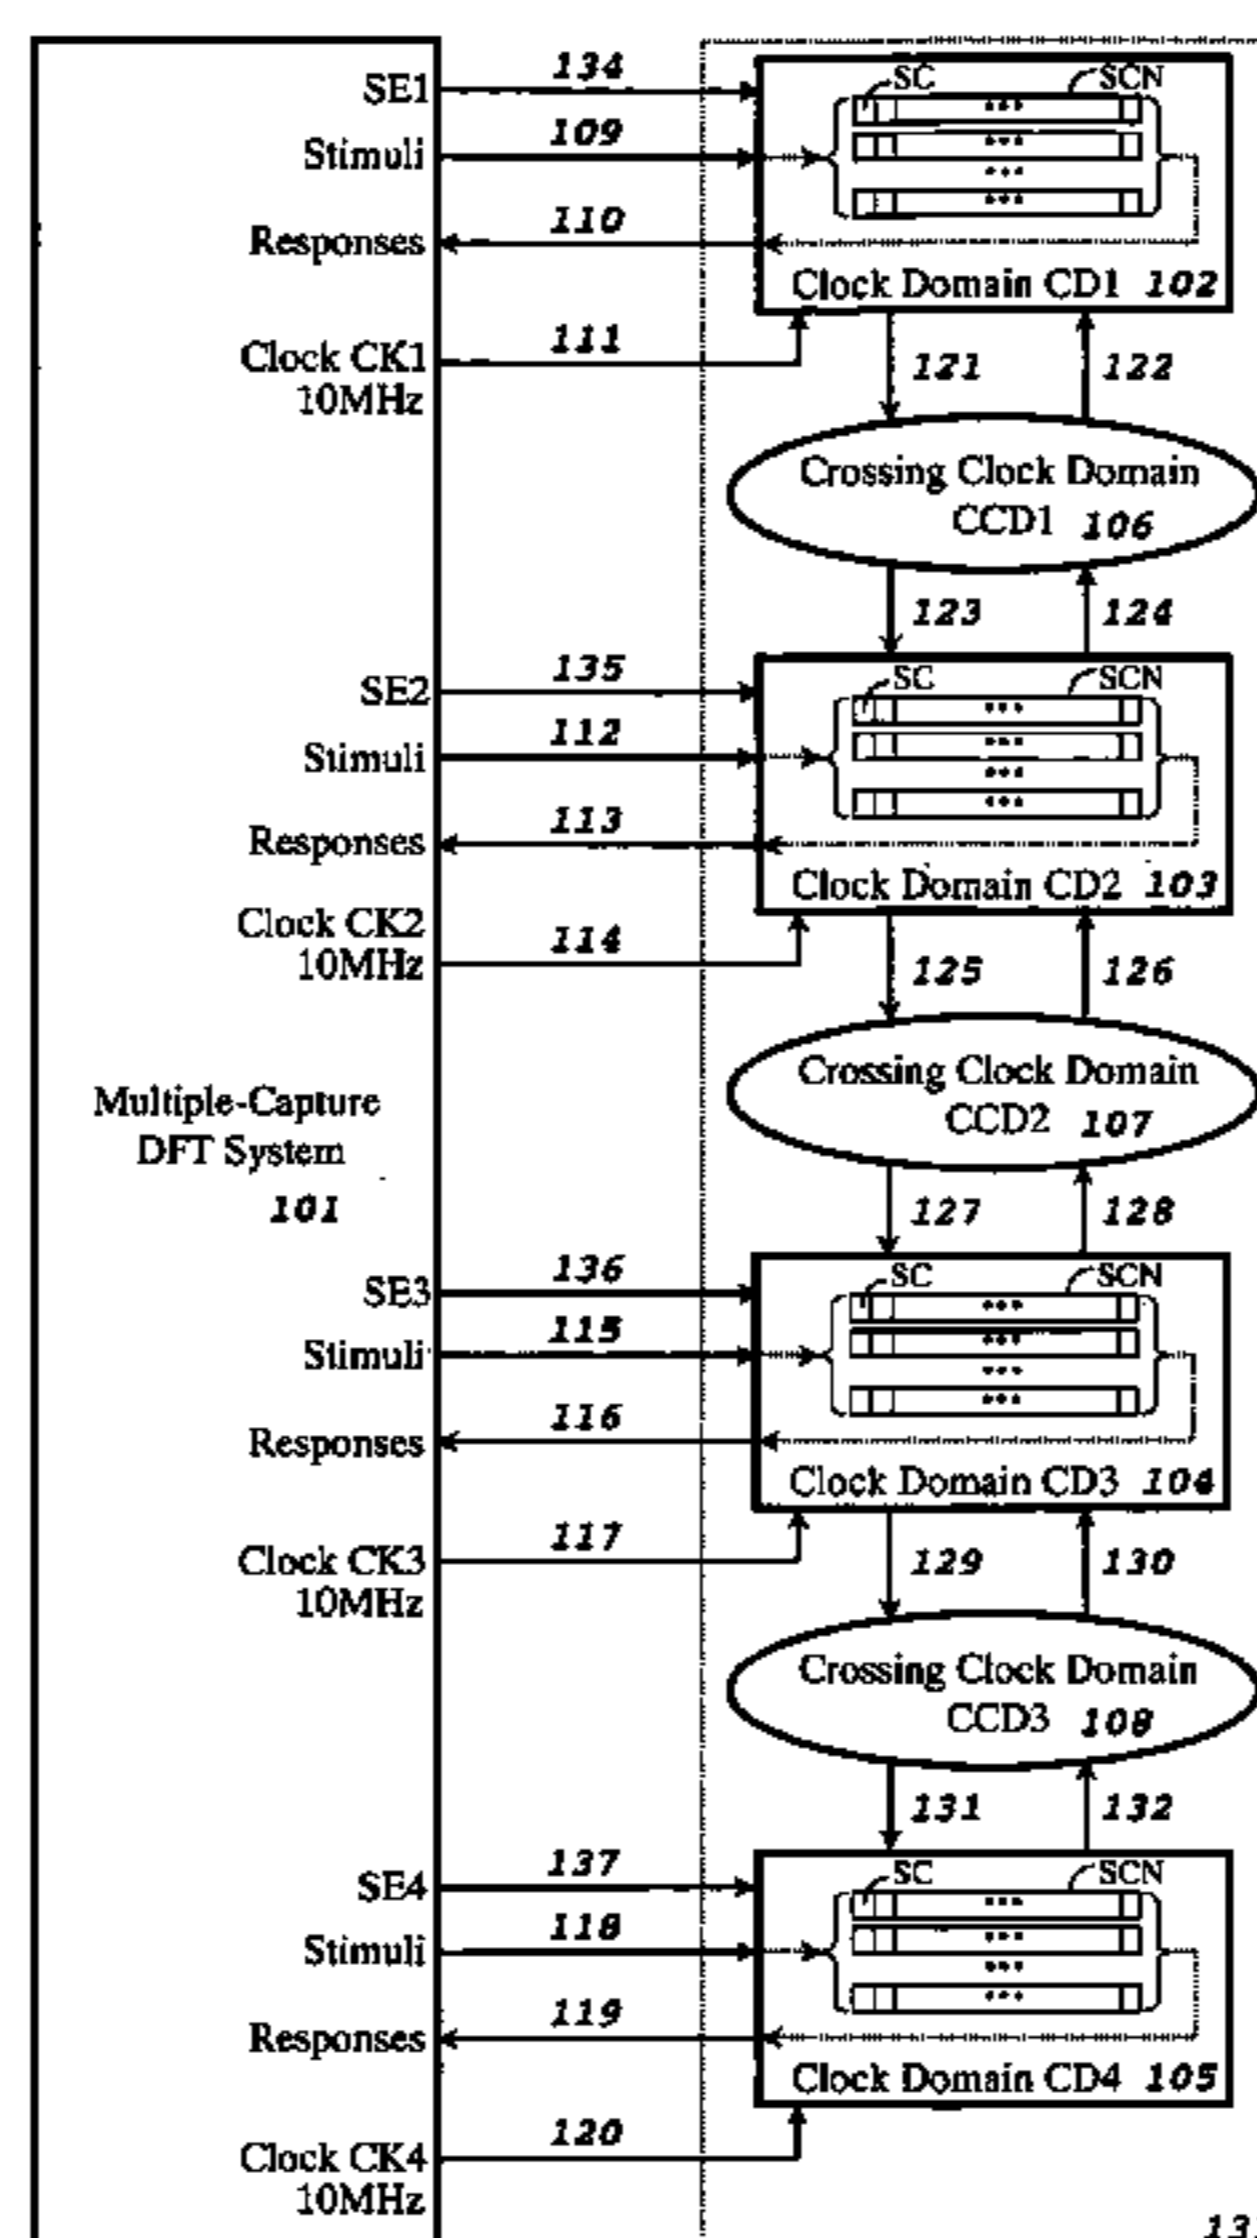 134
SE1
SC
SCN
109
Stimuli
110
Responses
Clock Domain CD1 102
111
Clock CK1
10MHz
121
122
Crossing Clock Domain
CCD1 106
123
124
135
SE2
SC
SCN
112
Stimuli
113
Responses
Clock Domain CD2 103
Clock CK2
10MHz
114
125
126
Crossing Clock Domain
CCD2 107
Multiple-Capture
DFT System
101
127
128
136
SE3
SC
SCN
115
Stimuli
116
Responses
Clock Domain CD3 104
117
Clock CK3
10MHz
129
130
Crossing Clock Domain
CCD3 108
131
132
137
SE4
SC
SCN
118
Stimuli
119
Responses
Clock Domain CD4 105
120
Clock CK4
10MHz